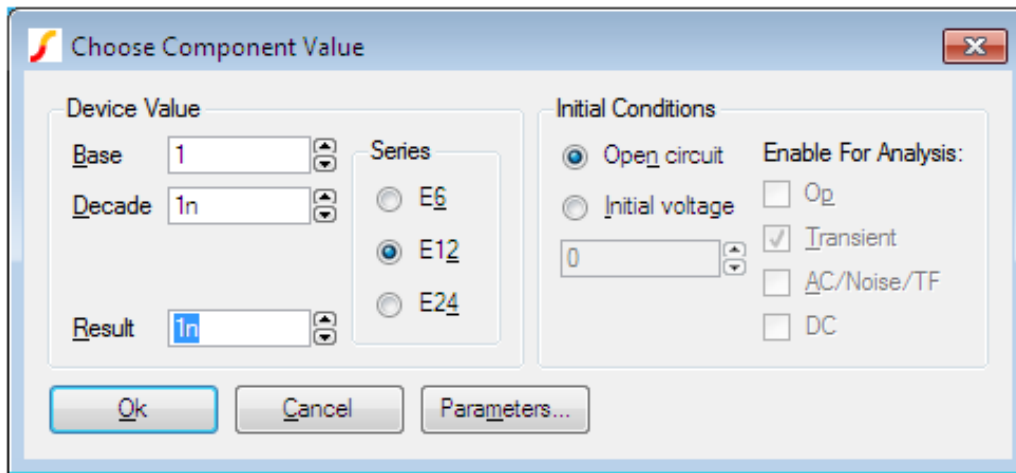 Choose Component Value
Device Value
Base 1
Decade 1n
Result 1n
Series
E6
E12
E24
Initial Conditions
Open circuit
Initial voltage
0
Enable For Analysis:
Op
Transient
AC/Noise/TF
DC
Ok Cancel Parameters...